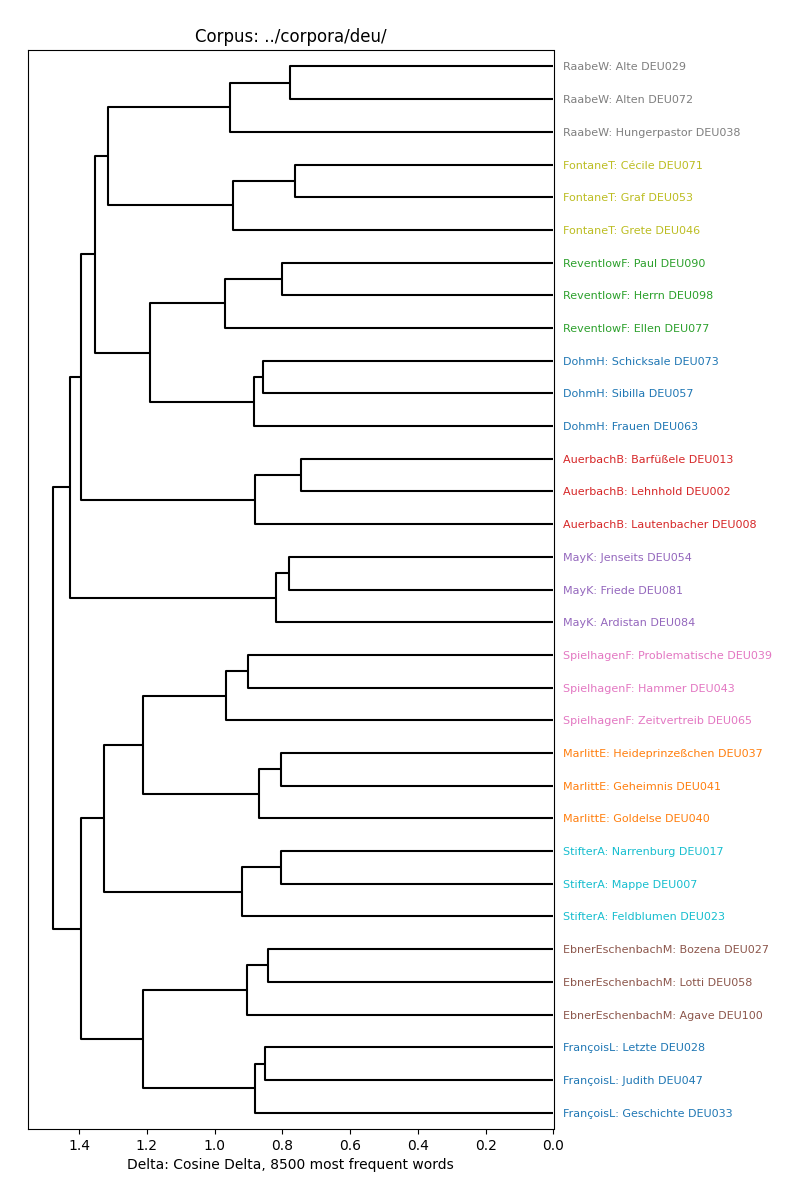 Corpus: ../corpora/deu/
RaabeW: Alte DEU029
RaabeW: Alten DEU072
RaabeW: Hungerpastor DEU038
FontaneT: Cécile DEU071
FontaneT: Graf DEU053
FontaneT: Grete DEU046
ReventlowF: Paul DEU090
ReventlowF: Herrn DEU098
ReventlowF: Ellen DEU077
DohmH: Schicksale DEU073
DohmH: Sibilla DEU057
DohmH: Frauen DEU063
AuerbachB: Barfüßele DEU013
AuerbachB: Lehnhold DEU002
AuerbachB: Lautenbacher DEU008
MayK: Jenseits DEU054
MayK: Friede DEU081
MayK: Ardistan DEU084
SpielhagenF: Problematische DEU039
SpielhagenF: Hammer DEU043
SpielhagenF: Zeitvertreib DEU065
MarlittE: Heideprinzeßchen DEU037
MarlittE: Geheimnis DEU041
MarlittE: Goldelse DEU040
StifterA: Narrenburg DEU017
StifterA: Mappe DEU007
StifterA: Feldblumen DEU023
EbnerEschenbachM: Bozena DEU027
EbnerEschenbachM: Lotti DEU058
EbnerEschenbachM: Agave DEU100
FrançoisL: Letzte DEU028
FrançoisL: Judith DEU047
FrançoisL: Geschichte DEU033
1.4 1.2 1.0 0.8 0.6 0.4 0.2 0.0
Delta: Cosine Delta, 8500 most frequent words